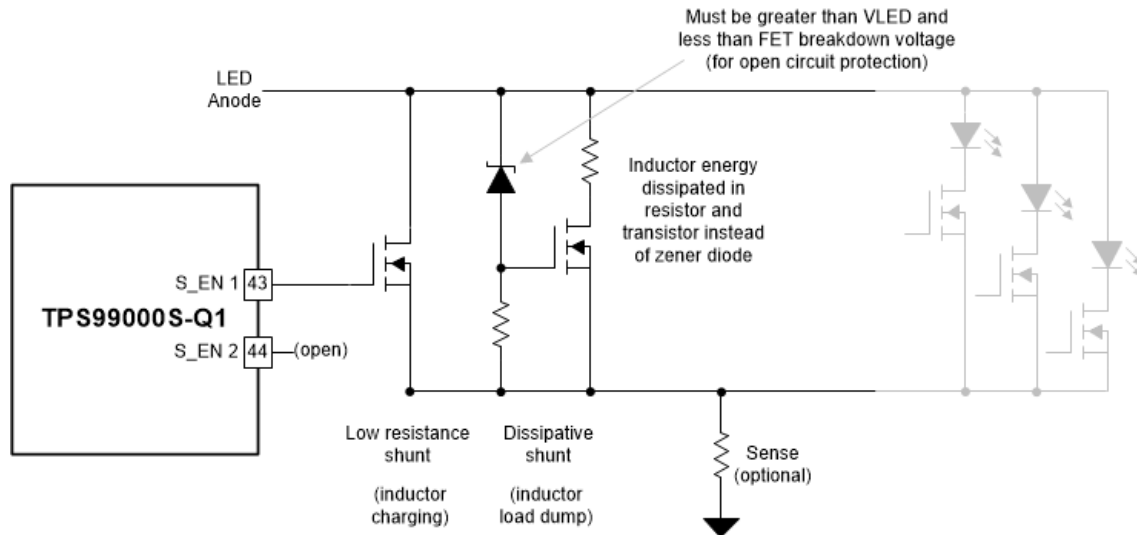 Must be greater than VLED and
less than FET breakdown voltage
(for open circuit protection)
LED
Anode
Inductor energy
dissipated in
resistor and
transistor instead
of zener diode
S_EN 1
43
TPS99000S-Q1
S_EN 2
44
(open)
Low resistance
shunt
(inductor
charging)
Dissipative
shunt
(inductor
load dump)
Sense
(optional)